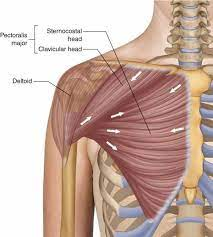 Pectoralis
major
Sternocostal
head
Clavicular head
Deltoid